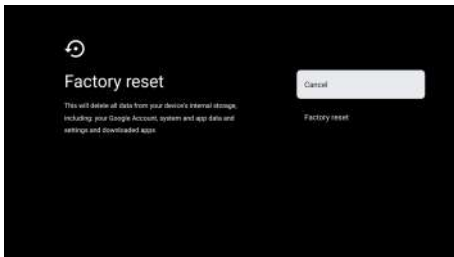 Factory reset
This will delete all data from your device's internal storage,
including: your Google Account, system and app data and
settings and downloaded apps.
Cancel
Factory reset